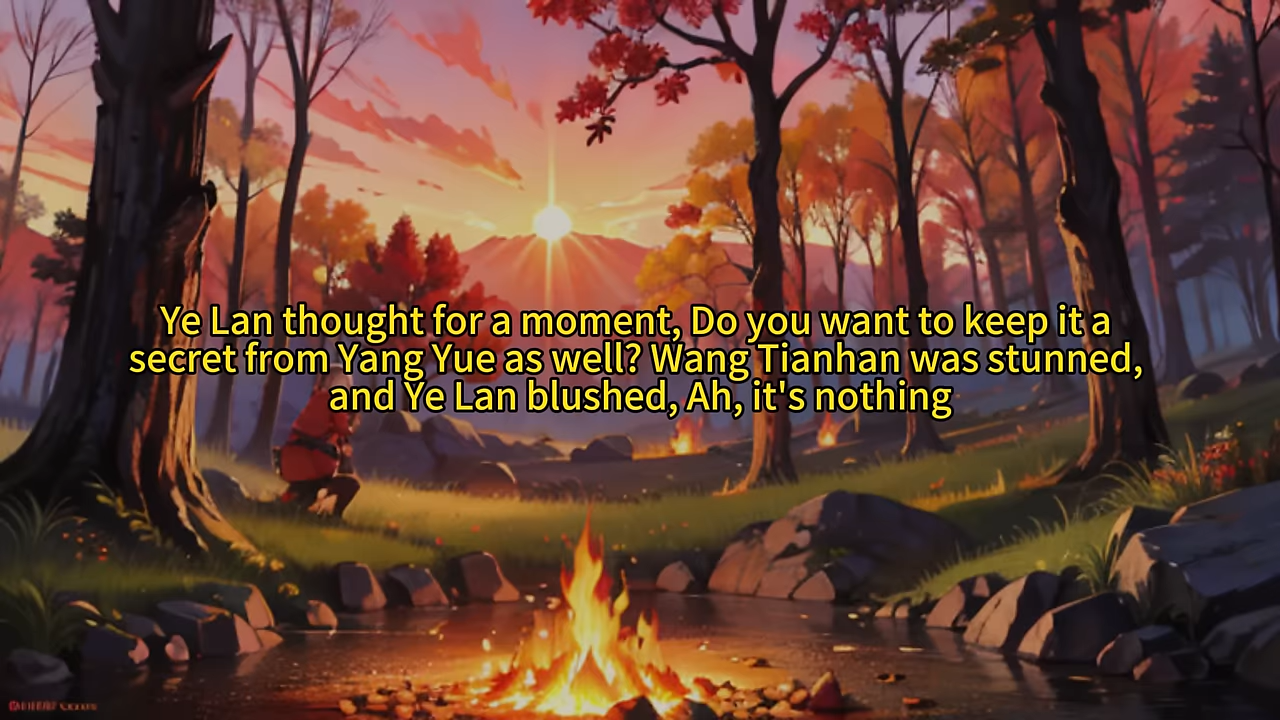 Ye Lan thought for a moment, Do you want to keep it a
secret from Yang Yue as well? Wang Tianhan was stunned,
and Ye Lan blushed, Ah, it's nothing